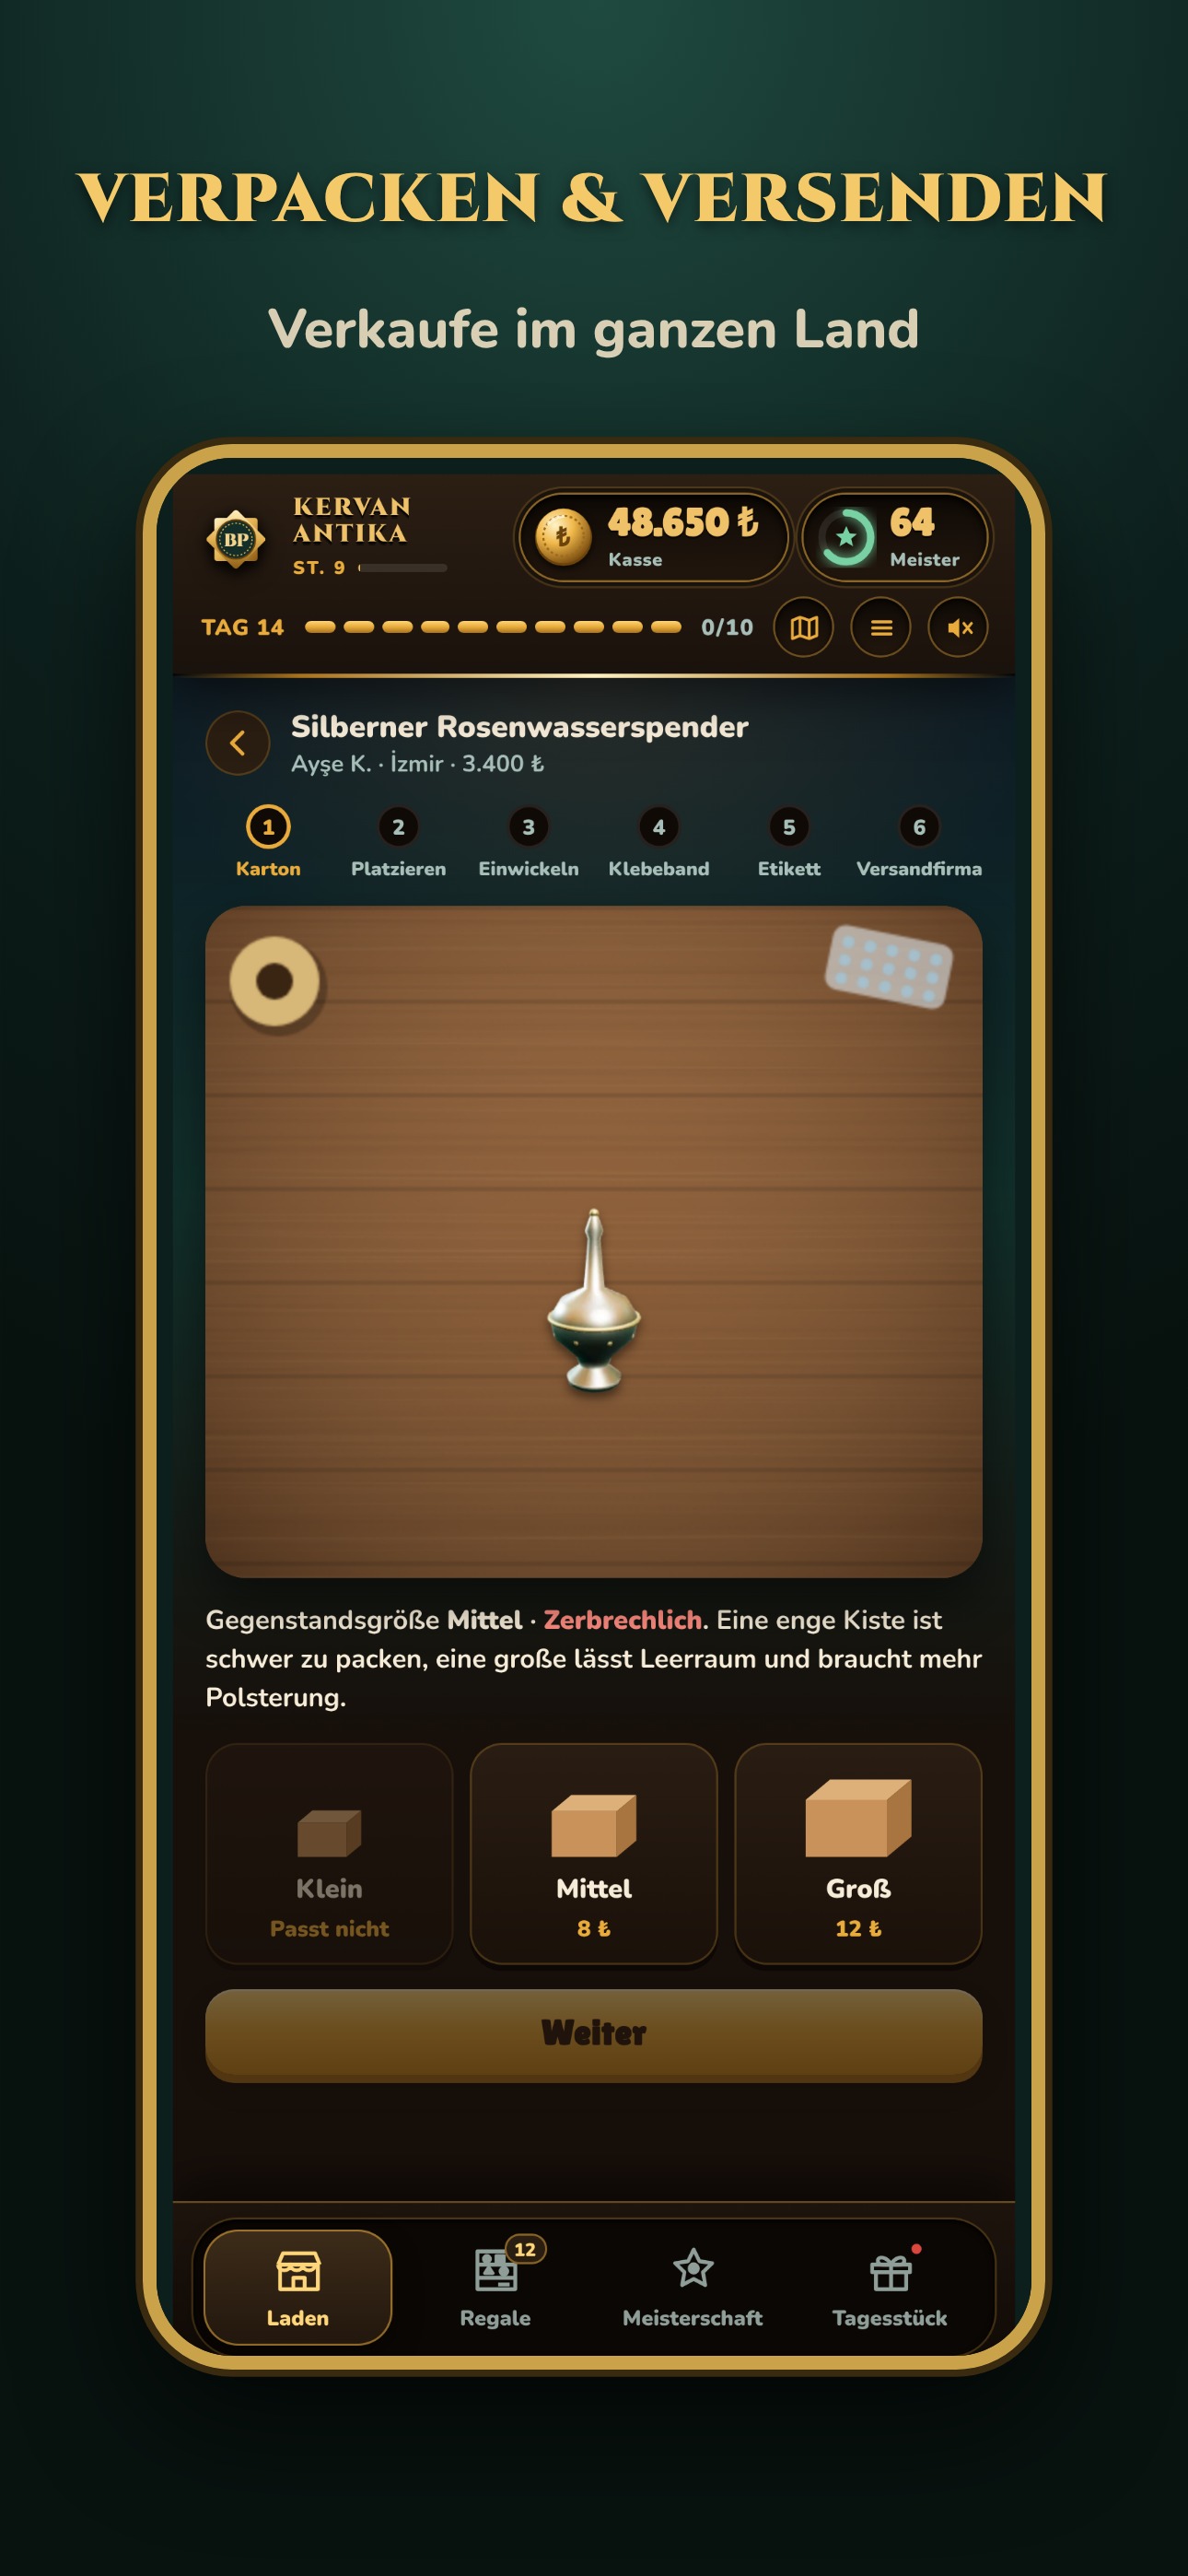 VERPACKEN & VERSENDEN
Verkaufe im ganzen Land
BP
KERVAN
ANTIKA
ST. 9
₺
48.650 ₺
Kasse
64
Meister
TAG 14
0/10
Silberner Rosenwasserspender
Ayşe K. · İzmir · 3.400 ₺
1 2 3 4 5 6
Karton Platzieren Einwickeln Klebeband Etikett Versandfirma
Gegenstandsgröße Mittel · Zerbrechlich. Eine enge Kiste ist
schwer zu packen, eine große lässt Leerraum und braucht mehr
Polsterung.
Klein Mittel Groß
Passt nicht 8 ₺ 12 ₺
Weiter
12
Laden Regale Meisterschaft Tagesstück